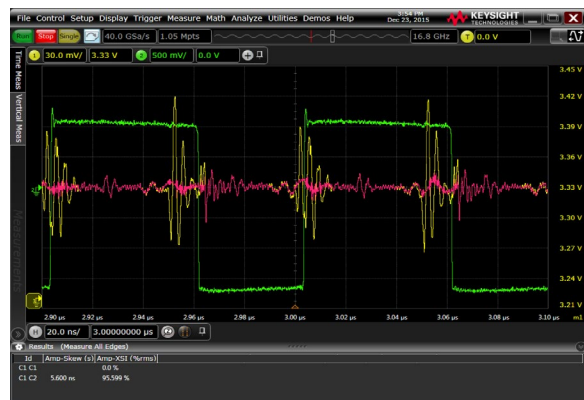 3:54 PM
File Control Setup Display Trigger Measure Math Analyze Utilities Demos Help Dec 23, 2015 KEYSIGHT TECHNOLOGIES
Run Stop Single 40.0 GSa/s 1.05 Mpts 16.8 GHz T 0.0 V
1 30.0 mV/ 3.33 V 2 500 mV/ 0.0 V
Time Meas
Vertical Meas
Measurements
3.45 V
3.42 V
3.39 V
3.36 V
3.33 V
3.30 V
3.27 V
3.24 V
3.21 V
2.90 µs 2.92 µs 2.94 µs 2.96 µs 2.98 µs 3.00 µs 3.02 µs 3.04 µs 3.06 µs 3.08 µs 3.10 µs m1
H 20.0 ns/ 3.00000000 µs
Results (Measure All Edges)
Id Amp-Skew (s) Amp-XSI (%rms)
C1 C1 0.0 %
C1 C2 5.600 ns 95.599 %